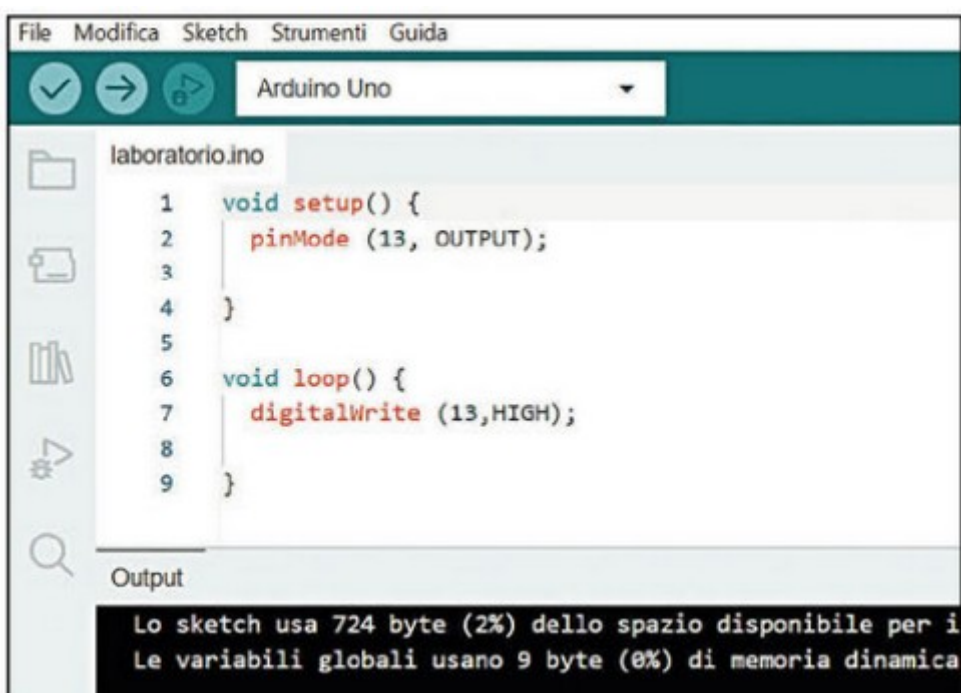 File Modifica Sketch Strumenti Guida
Arduino Uno
laboratorio.ino
1 void setup() {
2 pinMode (13, OUTPUT);
3
4 }
5
6 void loop() {
7 digitalWrite (13,HIGH);
8
9 }
Output
Lo sketch usa 724 byte (2%) dello spazio disponibile per i
Le variabili globali usano 9 byte (0%) di memoria dinamica